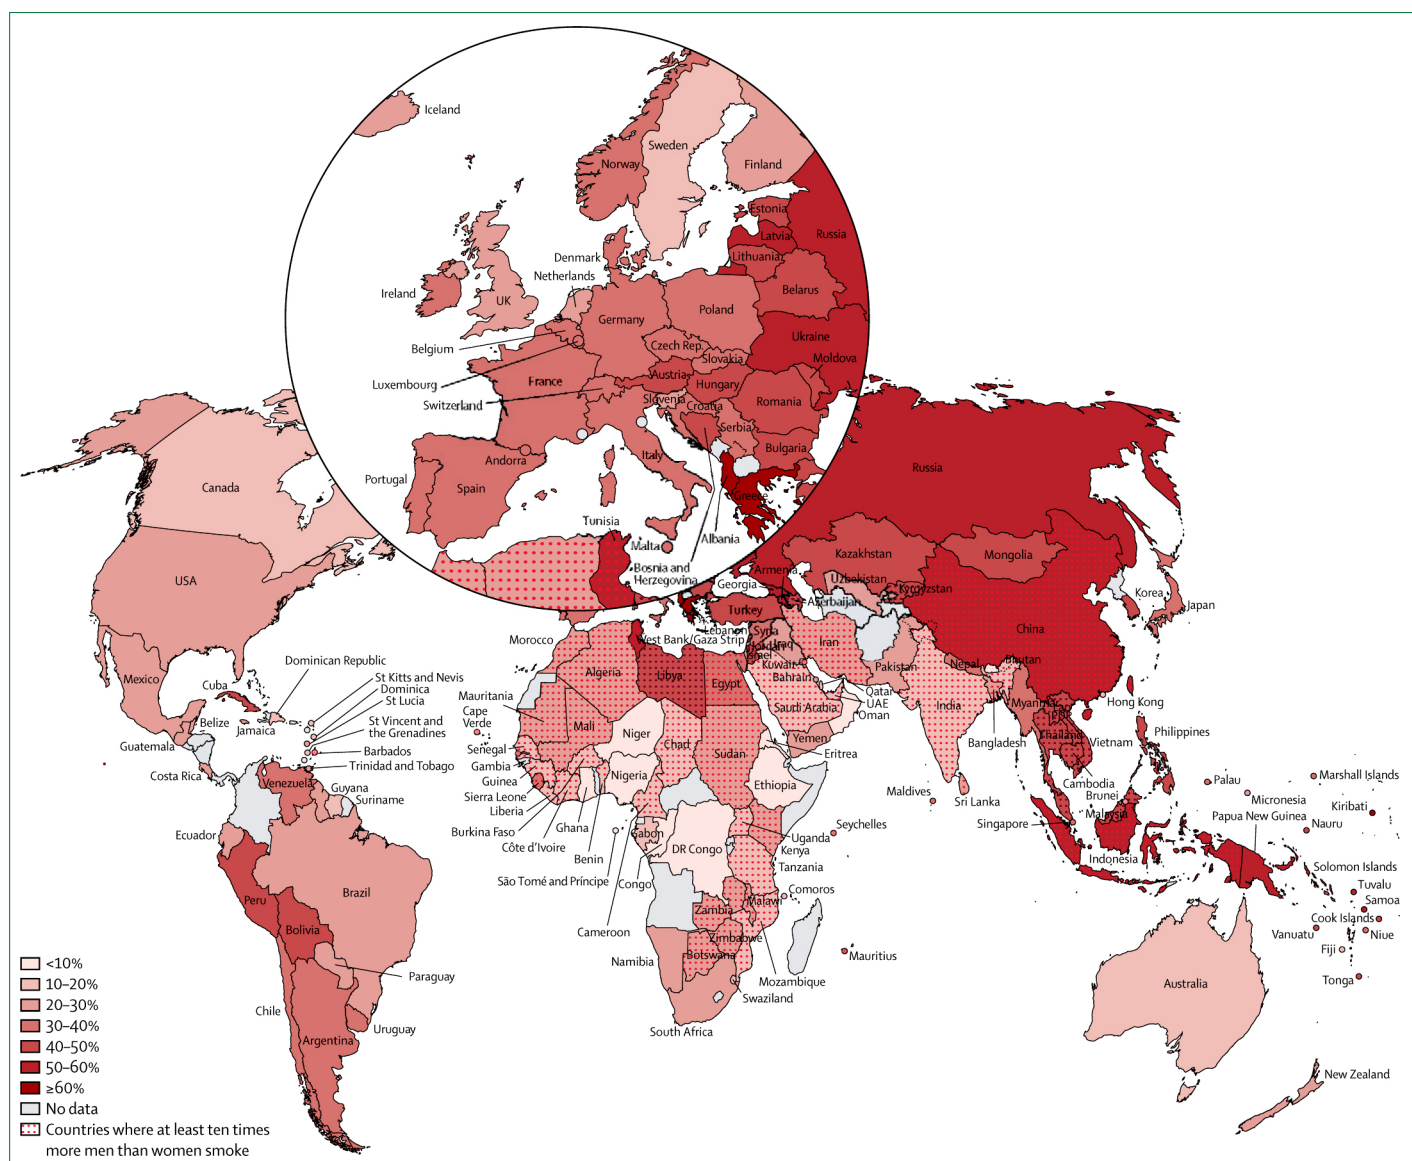 Iceland
Sweden
Norway
Finland
Estonia
Russia
Latvia
Denmark
Lithuania
Netherlands
Ireland
Belarus
UK
Poland
Germany
Ukraine
Belgium
Czech Rep.
Slovakia
Moldova
Luxembourg
France
Austria
Hungary
Switzerland
Slovenia
Croatia
Romania
Serbia
Bulgaria
Andorra
Italy
Portugal
Spain
Greece
Tunisia
Malta
Albania
Bosnia and
Herzegovina
Canada
USA
Mexico
Cuba
Dominican Republic
St Kitts and Nevis
Dominica
St Lucia
St Vincent and
the Grenadines
Barbados
Trinidad and Tobago
Belize
Jamaica
Guatemala
Costa Rica
Venezuela
Guyana
Suriname
Ecuador
Brazil
Peru
Bolivia
Paraguay
Chile
Uruguay
Argentina
Russia
Kazakhstan
Mongolia
Armenia
Georgia
Uzbekistan
Kyrgyzstan
Azerbaijan
Korea
Japan
China
Turkey
Lebanon
Syria
West Bank/Gaza Strip
Iraq
Jordan
Israel
Iran
Kuwait
Bahrain
Pakistan
Nepal
Bhutan
Qatar
UAE
Oman
Saudi Arabia
Yemen
India
Myanmar
Hong Kong
Bangladesh
Thailand
Vietnam
Philippines
Cambodia
Brunei
Malaysia
Maldives
Sri Lanka
Singapore
Indonesia
Palau
Marshall Islands
Micronesia
Papua New Guinea
Kiribati
Nauru
Solomon Islands
Tuvalu
Samoa
Cook Islands
Vanuatu
Niue
Fiji
Tonga
Australia
New Zealand
Morocco
Algeria
Libya
Egypt
Mauritania
Cape
Verde
Mali
Niger
Chad
Sudan
Eritrea
Senegal
Gambia
Guinea
Sierra Leone
Liberia
Burkina Faso
Côte d'Ivoire
Ghana
Benin
Nigeria
Ethiopia
São Tomé and Príncipe
Cameroon
Gabon
Congo
DR Congo
Uganda
Kenya
Tanzania
Seychelles
Comoros
Malawi
Zambia
Zimbabwe
Botswana
Namibia
Mozambique
Swaziland
South Africa
Mauritius
<10%
10–20%
20–30%
30–40%
40–50%
50–60%
≥60%
No data
Countries where at least ten times
more men than women smoke